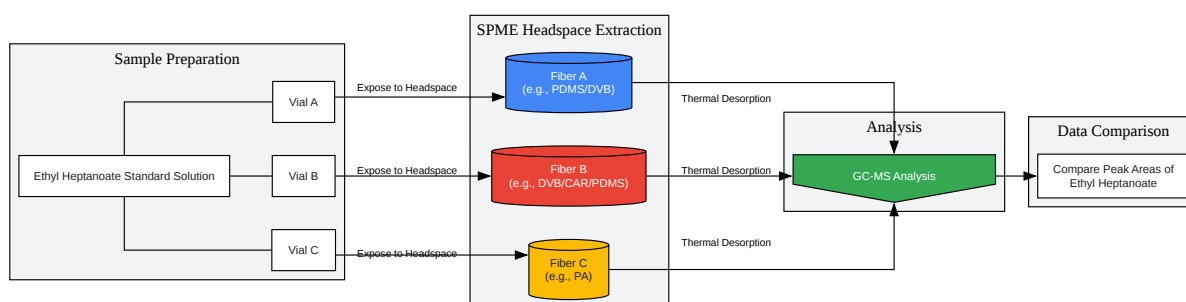 Sample Preparation
Ethyl Heptanoate Standard Solution
Vial A
Vial B
Vial C
Expose to Headspace
Expose to Headspace
Expose to Headspace
SPME Headspace Extraction
Fiber A
(e.g., PDMS/DVB)
Fiber B
(e.g., DVB/CAR/PDMS)
Fiber C
(e.g., PA)
Thermal Desorption
Thermal Desorption
Thermal Desorption
Analysis
GC-MS Analysis
Data Comparison
Compare Peak Areas of
Ethyl Heptanoate